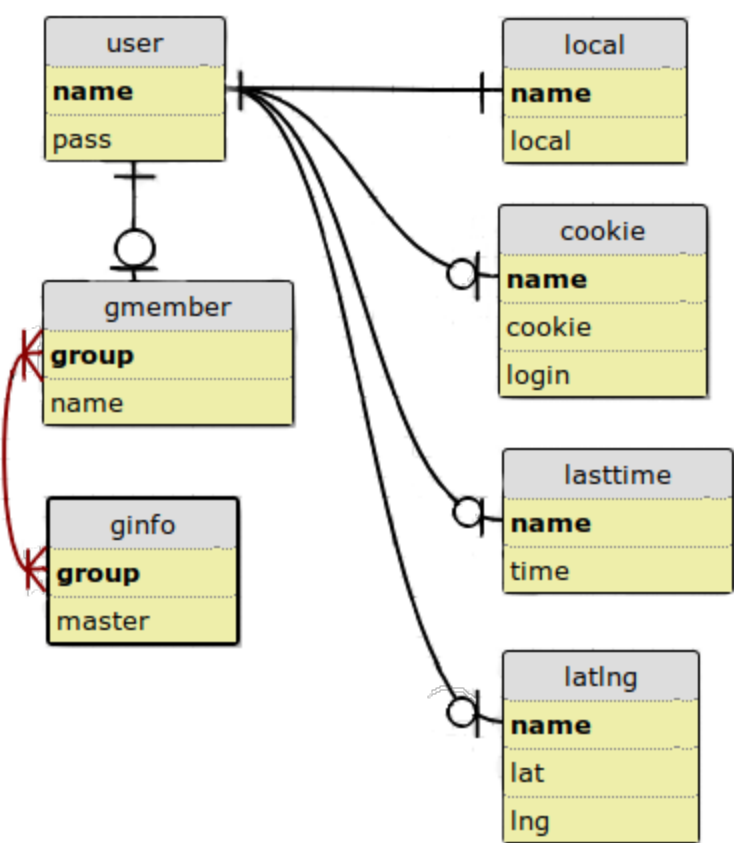 user
name
pass
local
name
local
cookie
name
cookie
login
gmember
group
name
lasttime
name
time
ginfo
group
master
latlng
name
lat
lng